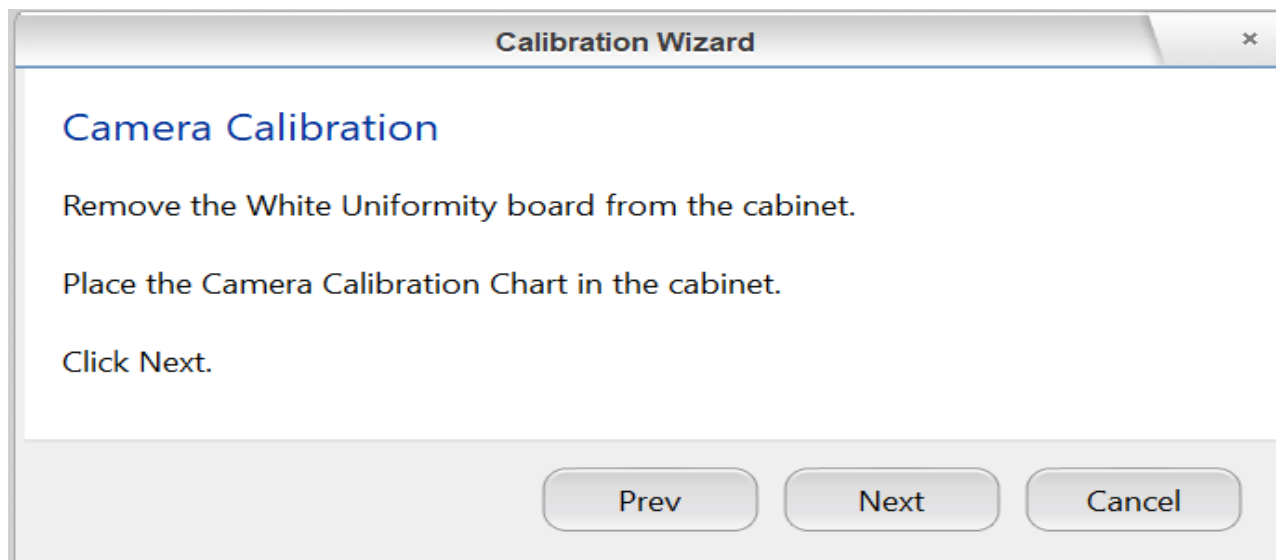 Calibration Wizard ×
Camera Calibration
Remove the White Uniformity board from the cabinet.
Place the Camera Calibration Chart in the cabinet.
Click Next.
Prev Next Cancel